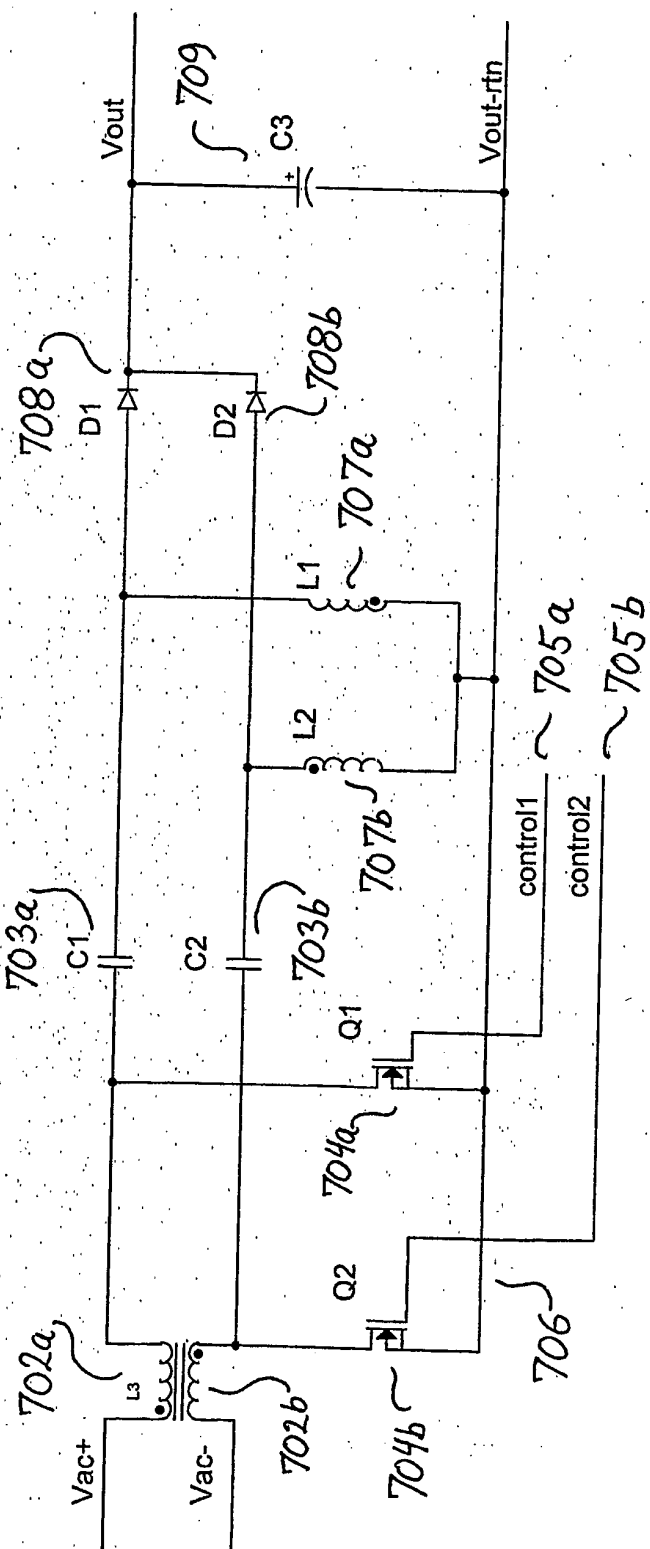 Vac+
Vac-
702a
L3
702b
704b
Q2
706
704a
Q1
703a
C1
C2
703b
707b
L2
L1
707a
control1
control2
705a
705b
708a
D1
D2
708b
709
C3
+
Vout
Vout-rtn